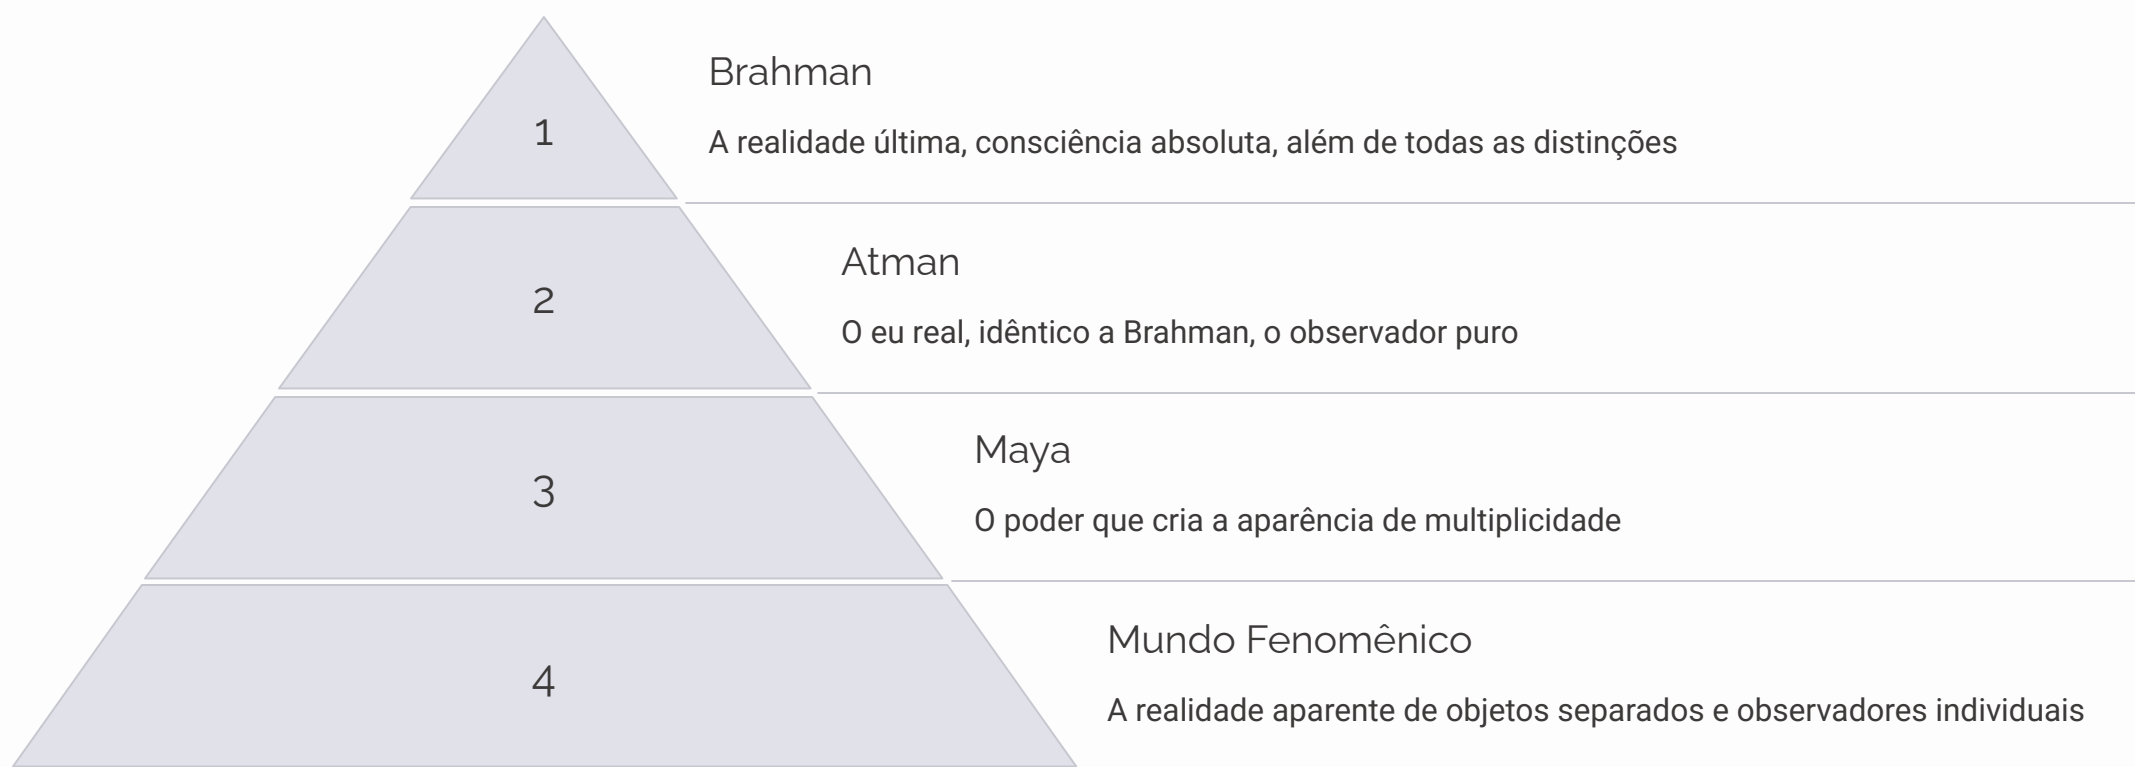 1
Brahman
A realidade última, consciência absoluta, além de todas as distinções
2
Atman
O eu real, idêntico a Brahman, o observador puro
3
Maya
O poder que cria a aparência de multiplicidade
4
Mundo Fenomênico
A realidade aparente de objetos separados e observadores individuais